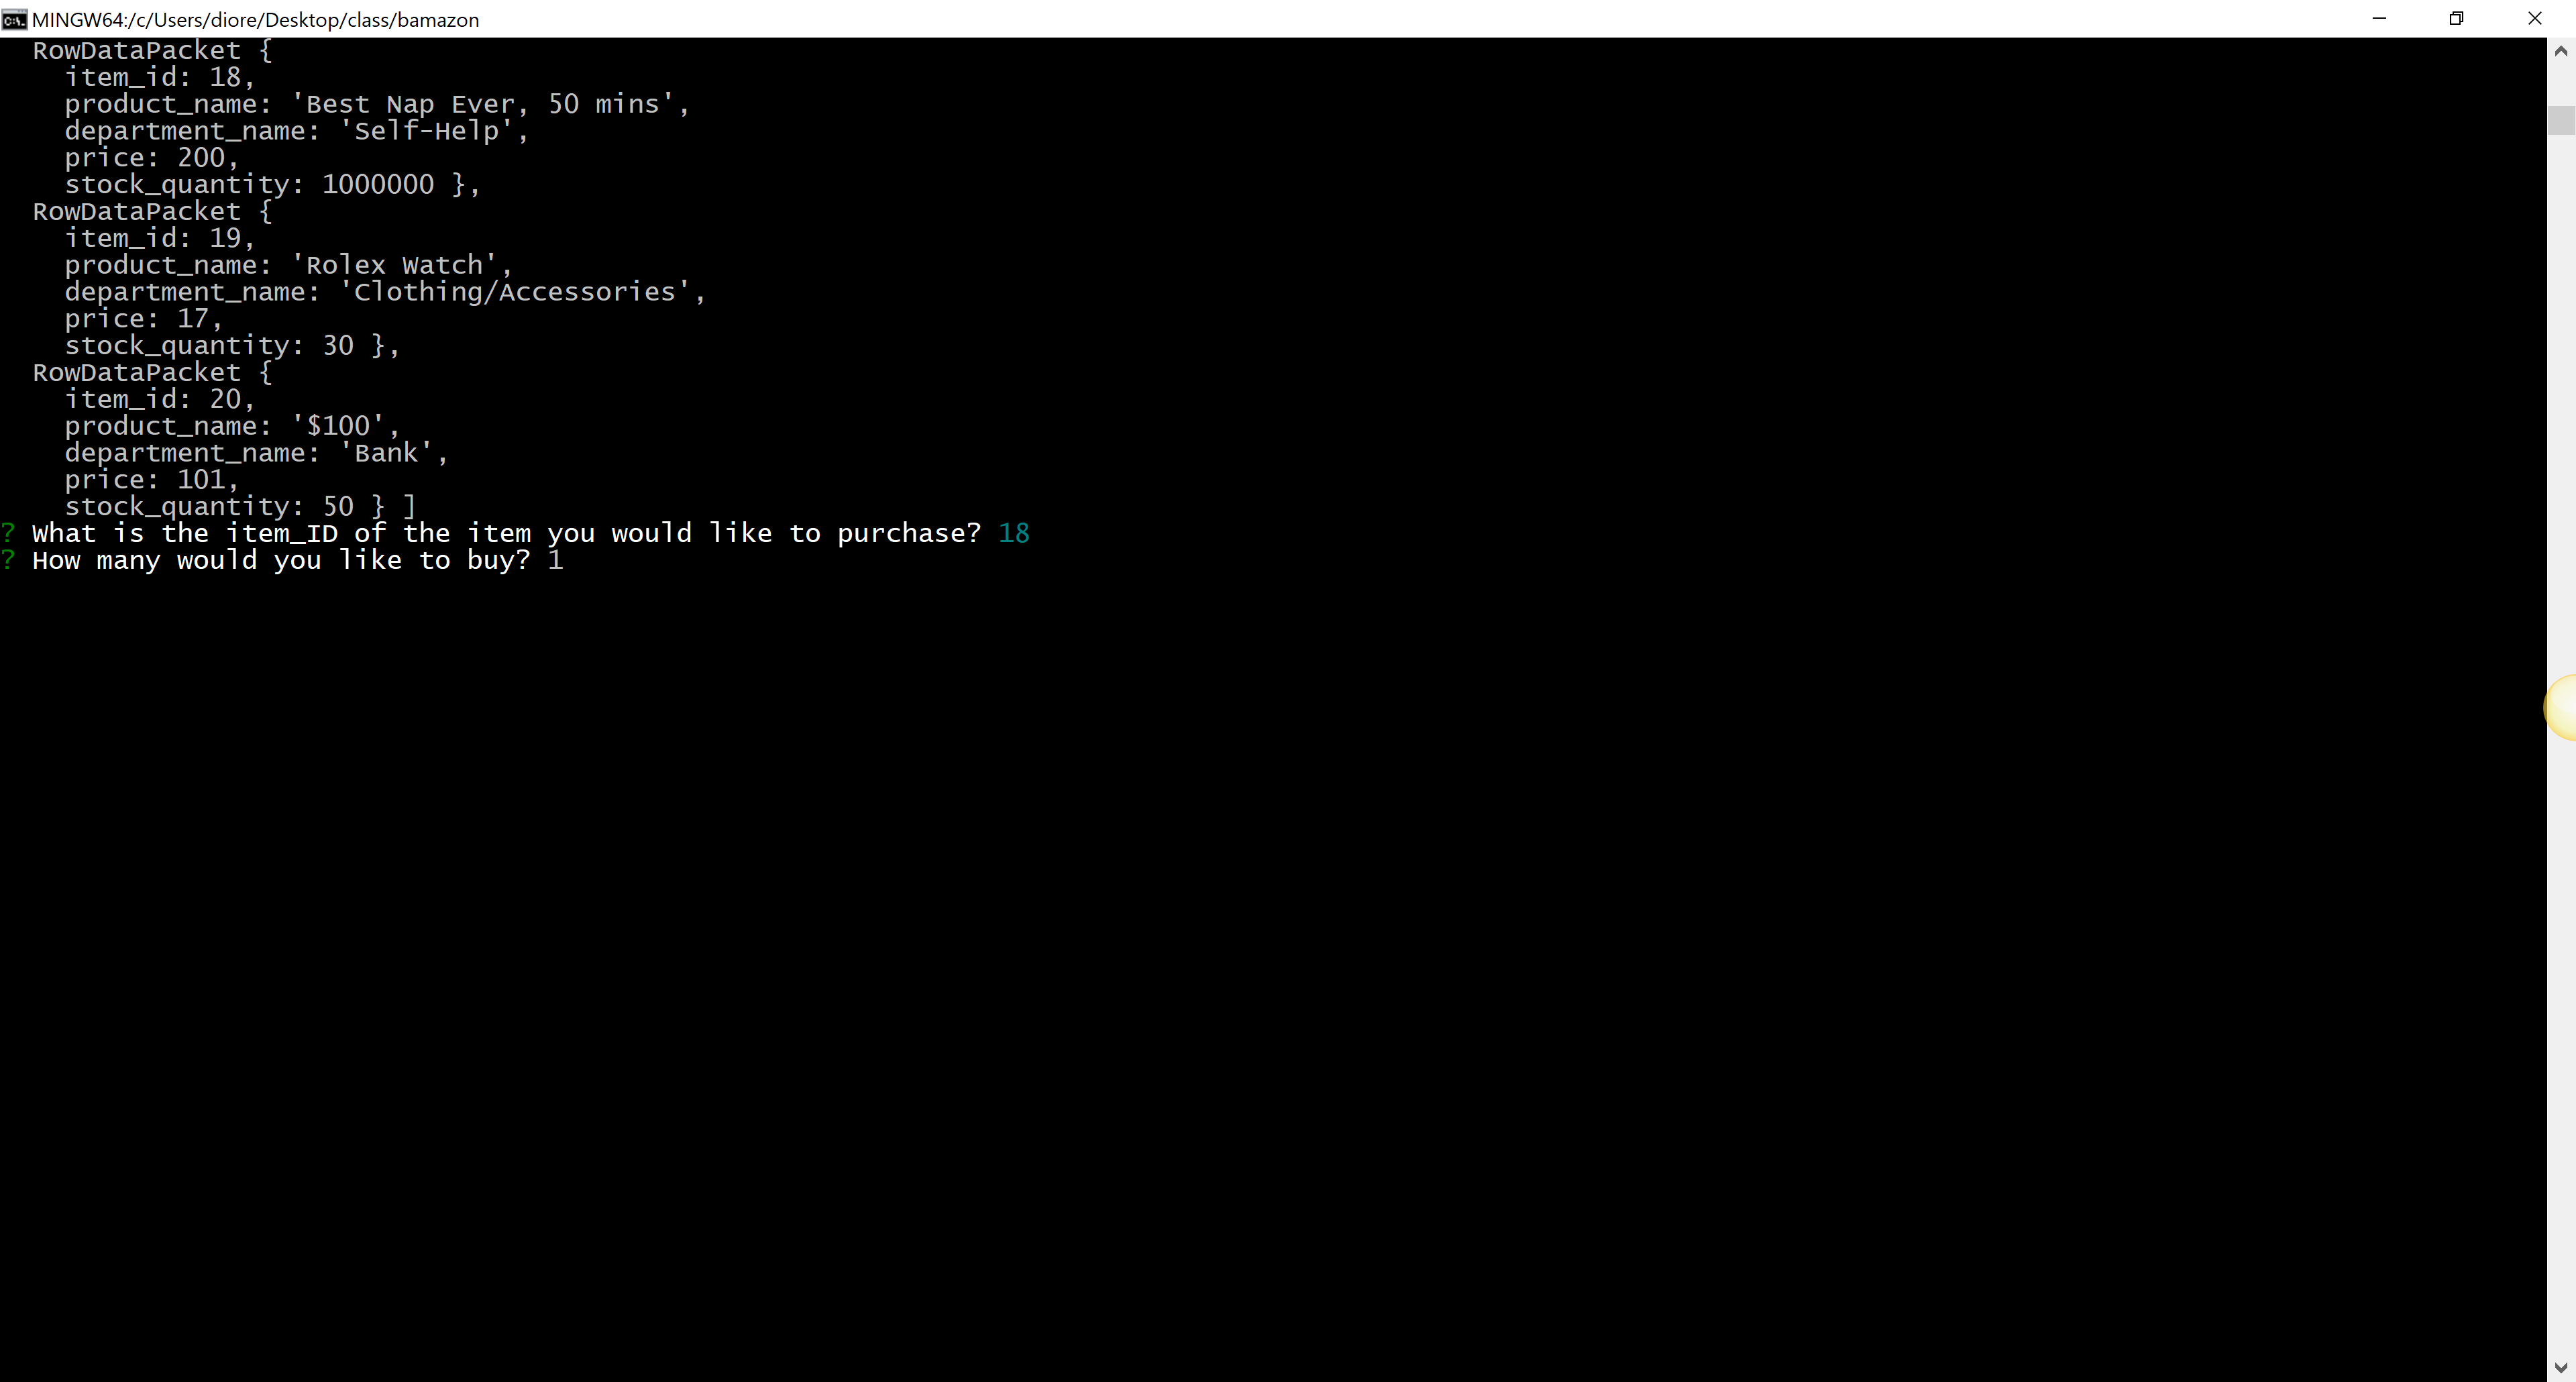 MINGW64:/c/Users/diore/Desktop/class/bamazon
RowDataPacket {
item_id: 18,
product_name: 'Best Nap Ever, 50 mins',
department_name: 'Self-Help',
price: 200,
stock_quantity: 1000000 },
RowDataPacket {
item_id: 19,
product_name: 'Rolex Watch',
department_name: 'Clothing/Accessories',
price: 17,
stock_quantity: 30 },
RowDataPacket {
item_id: 20,
product_name: '$100',
department_name: 'Bank',
price: 101,
stock_quantity: 50 } ]
? What is the item_ID of the item you would like to purchase? 18
? How many would you like to buy? 1